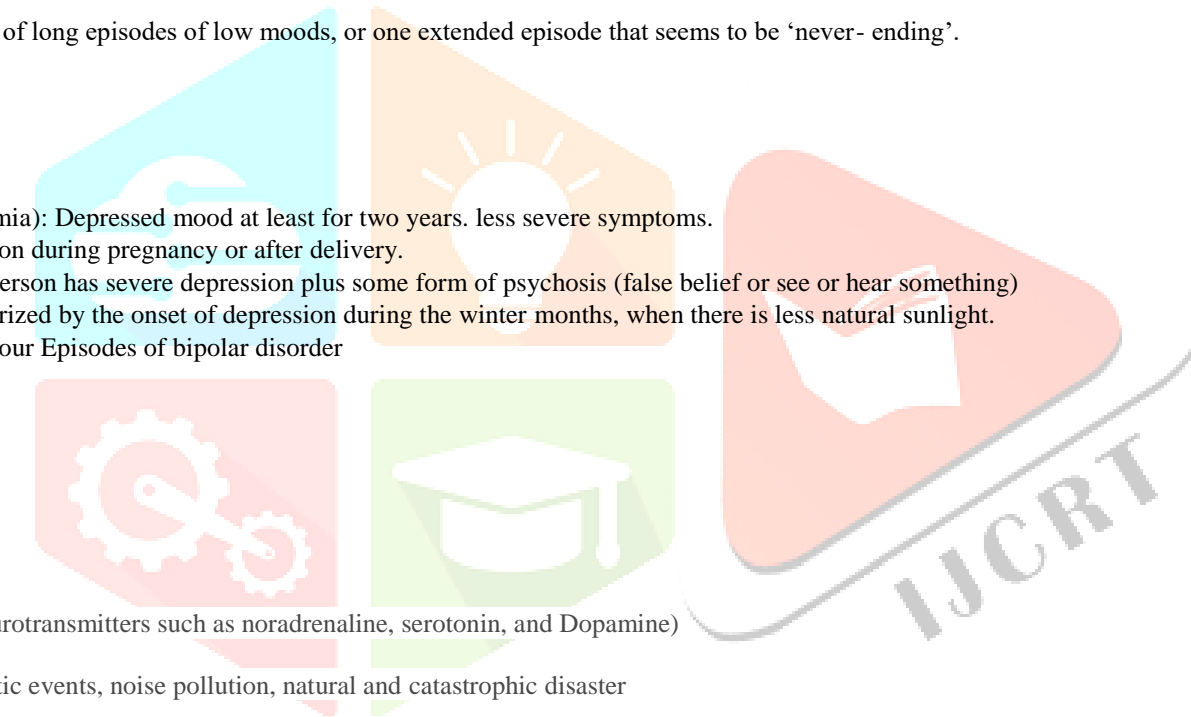 of long episodes of low moods, or one extended episode that seems to be ‘never- ending’.
mia): Depressed mood at least for two years. less severe symptoms.
on during pregnancy or after delivery.
erson has severe depression plus some form of psychosis (false belief or see or hear something)
rized by the onset of depression during the winter months, when there is less natural sunlight.
our Episodes of bipolar disorder
IJCRT
urotransmitters such as noradrenaline, serotonin, and Dopamine)
tic events, noise pollution, natural and catastrophic disaster